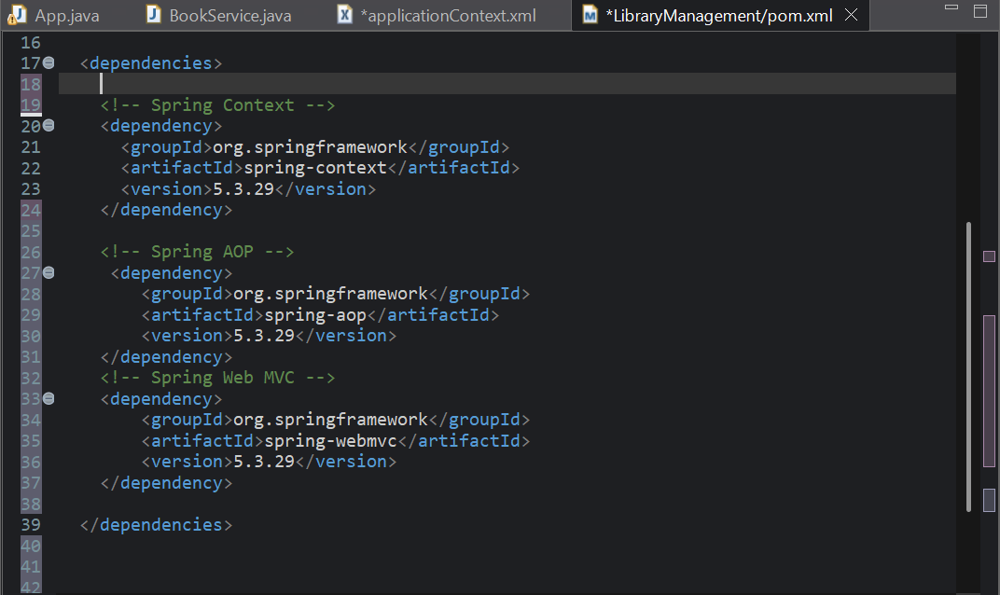 App.java BookService.java *applicationContext.xml *LibraryManagement/pom.xml
16
17 <dependencies>
18
19 <!-- Spring Context -->
20 <dependency>
21 <groupId>org.springframework</groupId>
22 <artifactId>spring-context</artifactId>
23 <version>5.3.29</version>
24 </dependency>
25
26 <!-- Spring AOP -->
27 <dependency>
28 <groupId>org.springframework</groupId>
29 <artifactId>spring-aop</artifactId>
30 <version>5.3.29</version>
31 </dependency>
32 <!-- Spring Web MVC -->
33 <dependency>
34 <groupId>org.springframework</groupId>
35 <artifactId>spring-webmvc</artifactId>
36 <version>5.3.29</version>
37 </dependency>
38
39 </dependencies>
40
41
42